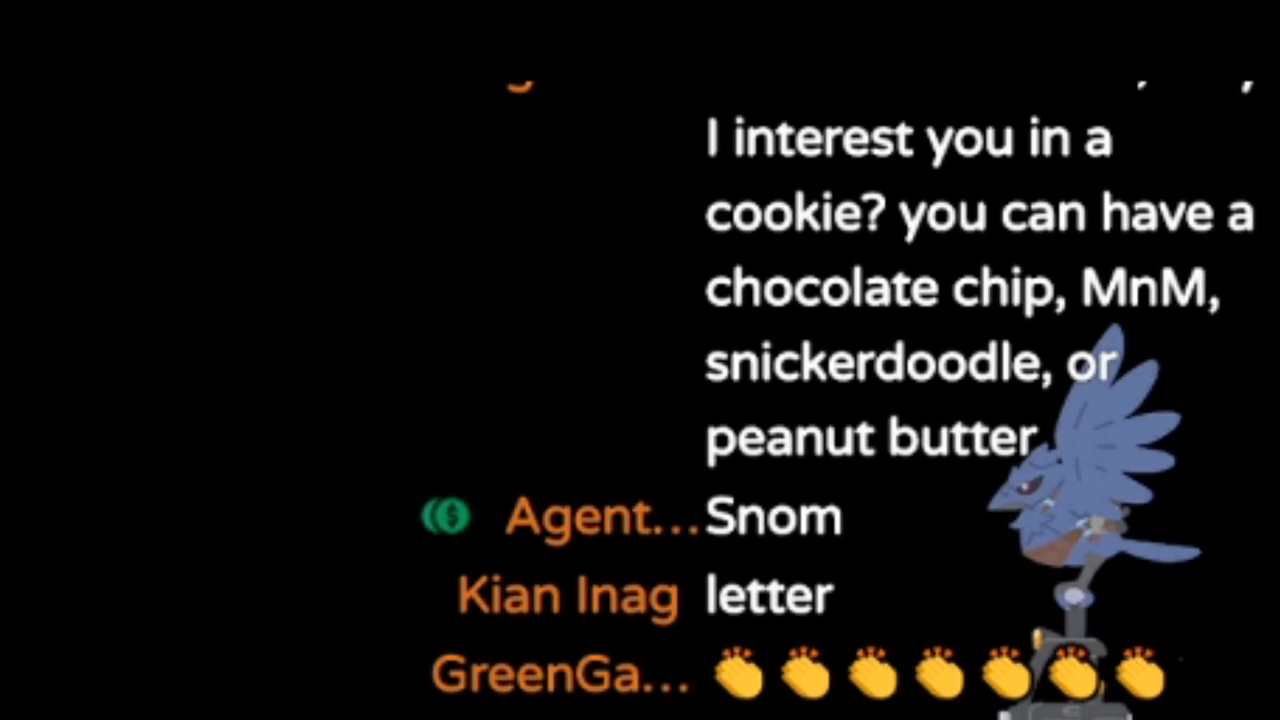 I interest you in a
cookie? you can have a
chocolate chip, MnM,
snickerdoodle, or
peanut butter
Agent... Snom
Kian Inag letter
GreenGa... 👏👏👏👏👏👏👏